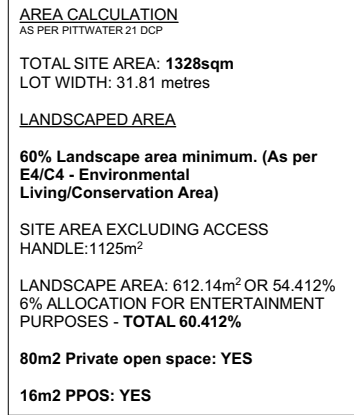 AREA CALCULATION
AS PER PITTWATER 21 DCP
TOTAL SITE AREA: 1328sqm
LOT WIDTH: 31.81 metres
LANDSCAPED AREA
60% Landscape area minimum. (As per
E4/C4 - Environmental
Living/Conservation Area)
SITE AREA EXCLUDING ACCESS
HANDLE:1125m²
LANDSCAPE AREA: 612.14m² OR 54.412%
6% ALLOCATION FOR ENTERTAINMENT
PURPOSES - TOTAL 60.412%
80m2 Private open space: YES
16m2 PPOS: YES